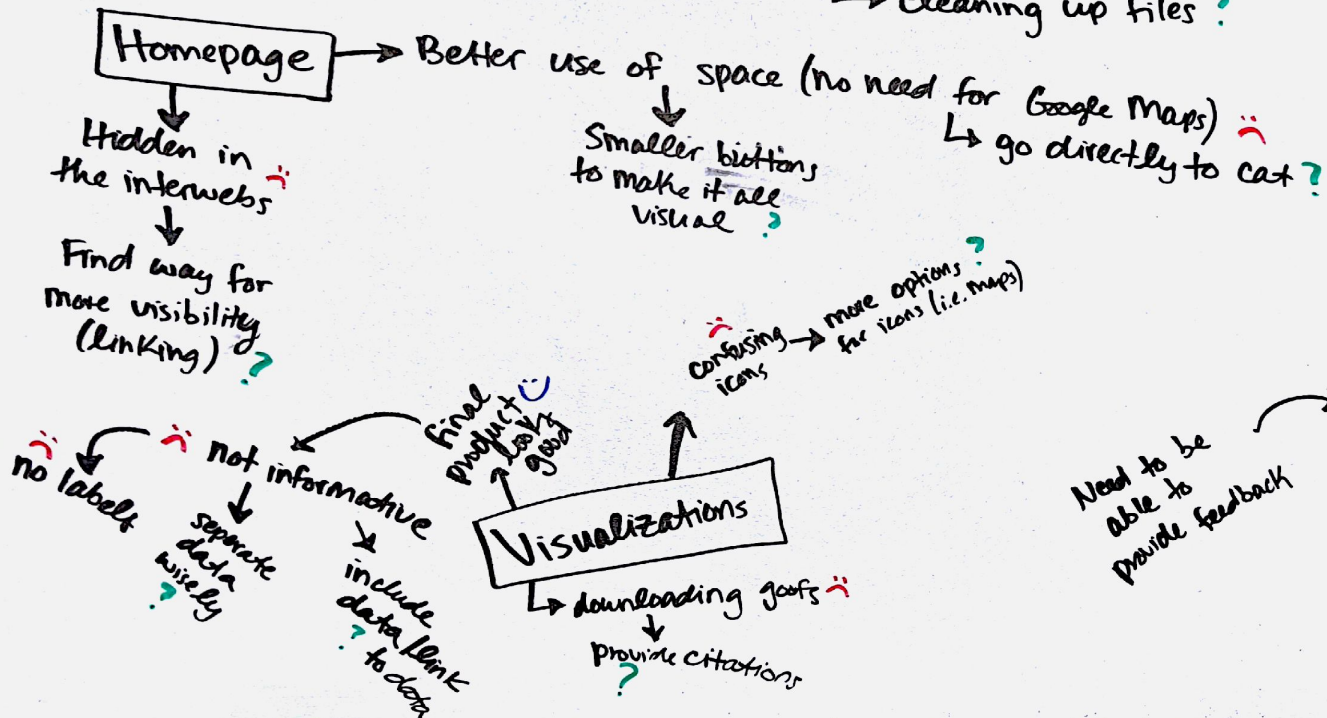 Cleaning up files?
Homepage
Better use of space (no need for Google Maps)
go directly to cat?
Hidden in
the interwebs
Find way for
more visibility
(linking)?
Smaller buttons
to make it all
visual?
confusing
icons
more options?
for icons (i.e. maps)
final
product
look
good
not informative
no labels
separate
data
wisely
?
include
data/link
? to data
Visualizations
downloading goofs
provide citations
?
Need to be
able to
provide feedback